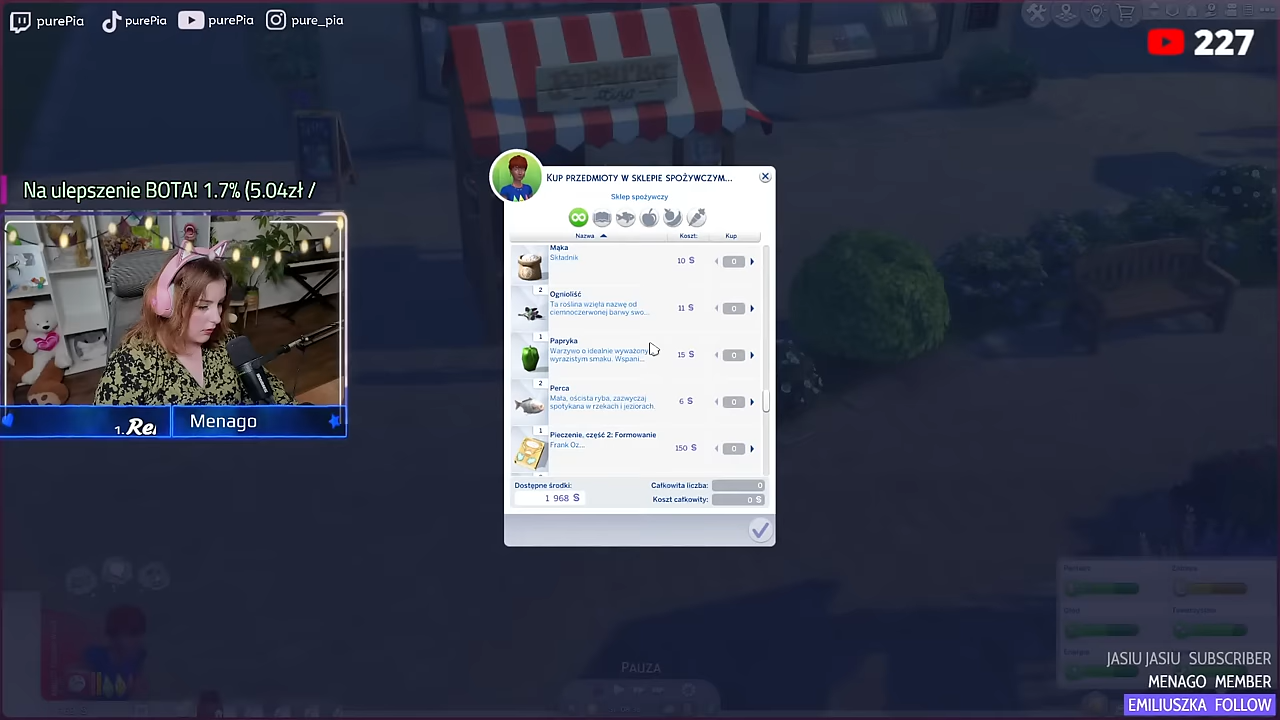 purePia
purePia
purePia
pure_pia
227
Na ulepszenie BOTA! 1.7% (5.04zł /
Menago
1.
KUP PRZEDMIOTY W SKLEPIE SPOŻYWCZYM...
Sklep spożywczy
Nazwa
Koszt:
Kup
Mąka
Składnik
10 S
0
2
Ognioliść
Ta roślina wzięła nazwę od
ciemnoczerwonej barwy swo...
11 S
0
1
Papryka
Warzywo o idealnie wyważony
wyrazistym smaku. Wspani...
15 S
0
2
Perca
Mała, oścista ryba, zazwyczaj
spotykana w rzekach i jeziorach.
6 S
0
1
Pieczenie, część 2: Formowanie
Frank Oz...
150 S
0
Dostępne środki:
1 968 S
Całkowita liczba:
0
Koszt całkowity:
0 S
PAUZA
JASIU JASIU SUBSCRIBER
MENAGO MEMBER
EMILIUSZKA FOLLOW